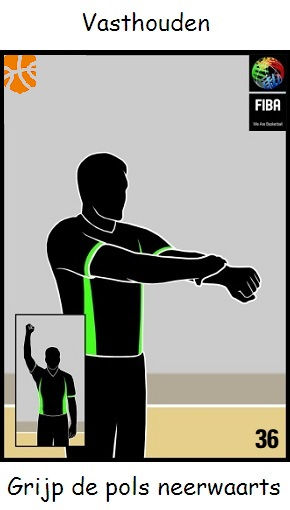 Vasthouden
FIBA
We Are Basketball
36
Grijp de pols neerwaarts